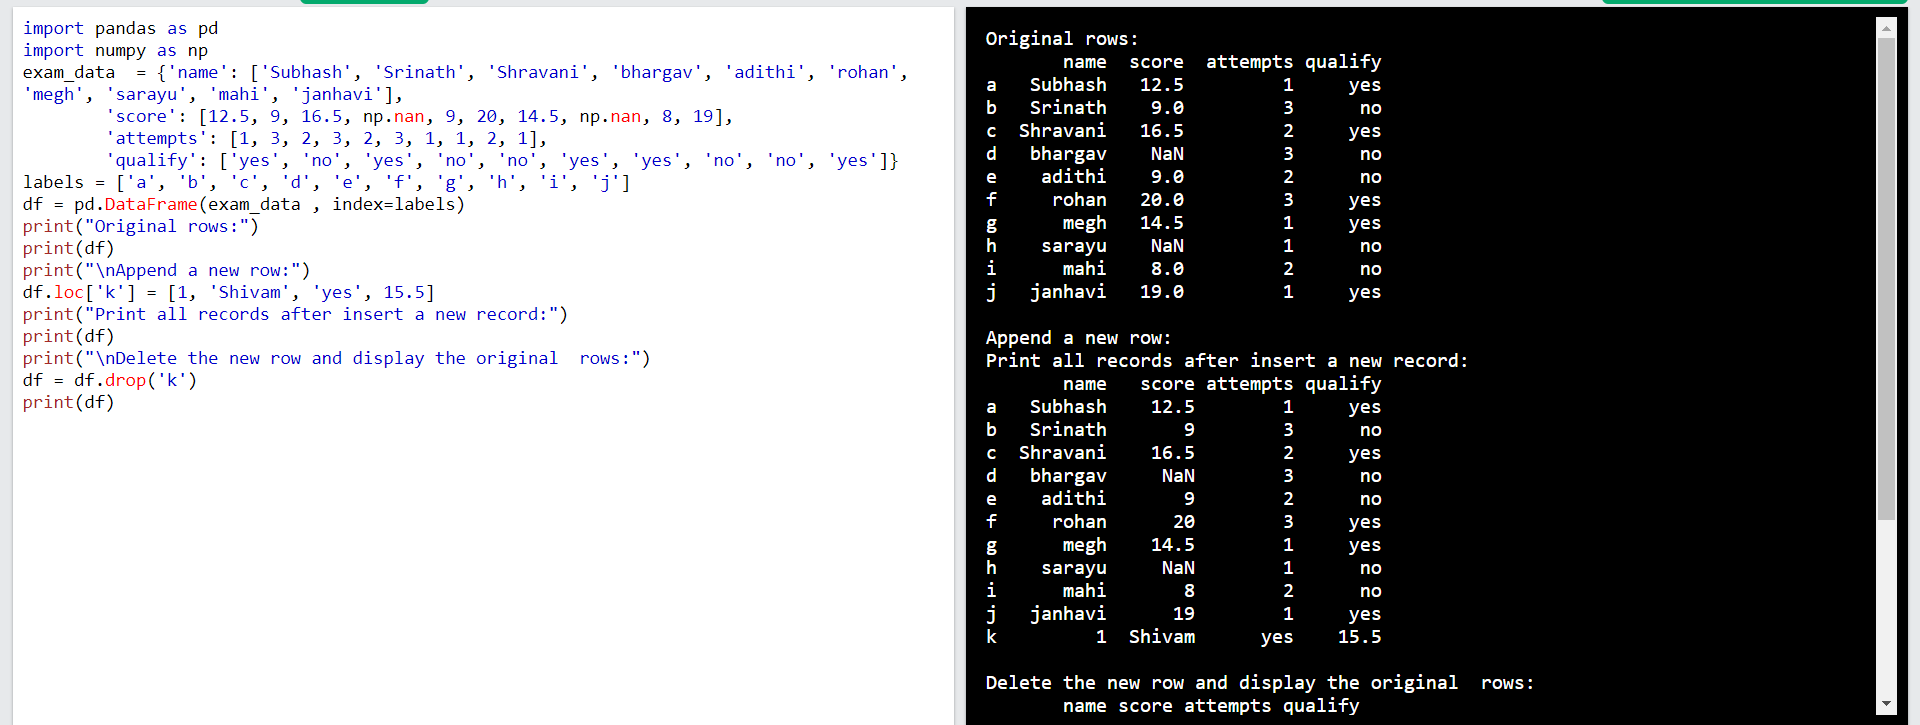 import pandas as pd
import numpy as np
exam_data  = {'name': ['Subhash', 'Srinath', 'Shravani', 'bhargav', 'adithi', 'rohan',
'megh', 'sarayu', 'mahi', 'janhavi'],
        'score': [12.5, 9, 16.5, np.nan, 9, 20, 14.5, np.nan, 8, 19],
        'attempts': [1, 3, 2, 3, 2, 3, 1, 1, 2, 1],
        'qualify': ['yes', 'no', 'yes', 'no', 'no', 'yes', 'yes', 'no', 'no', 'yes']}
labels = ['a', 'b', 'c', 'd', 'e', 'f', 'g', 'h', 'i', 'j']
df = pd.DataFrame(exam_data , index=labels)
print("Original rows:")
print(df)
print("\nAppend a new row:")
df.loc['k'] = [1, 'Shivam', 'yes', 15.5]
print("Print all records after insert a new record:")
print(df)
print("\nDelete the new row and display the original  rows:")
df = df.drop('k')
print(df)
Original rows:
       name  score  attempts qualify
a   Subhash   12.5         1     yes
b   Srinath    9.0         3      no
c  Shravani   16.5         2     yes
d   bhargav    NaN         3      no
e    adithi    9.0         2      no
f     rohan   20.0         3     yes
g      megh   14.5         1     yes
h    sarayu    NaN         1      no
i      mahi    8.0         2      no
j   janhavi   19.0         1     yes
Append a new row:
Print all records after insert a new record:
       name   score attempts qualify
a   Subhash    12.5        1     yes
b   Srinath       9        3      no
c  Shravani    16.5        2     yes
d   bhargav     NaN        3      no
e    adithi       9        2      no
f     rohan      20        3     yes
g      megh    14.5        1     yes
h    sarayu     NaN        1      no
i      mahi       8        2      no
j   janhavi      19        1     yes
k         1  Shivam      yes    15.5
Delete the new row and display the original  rows:
       name score attempts qualify